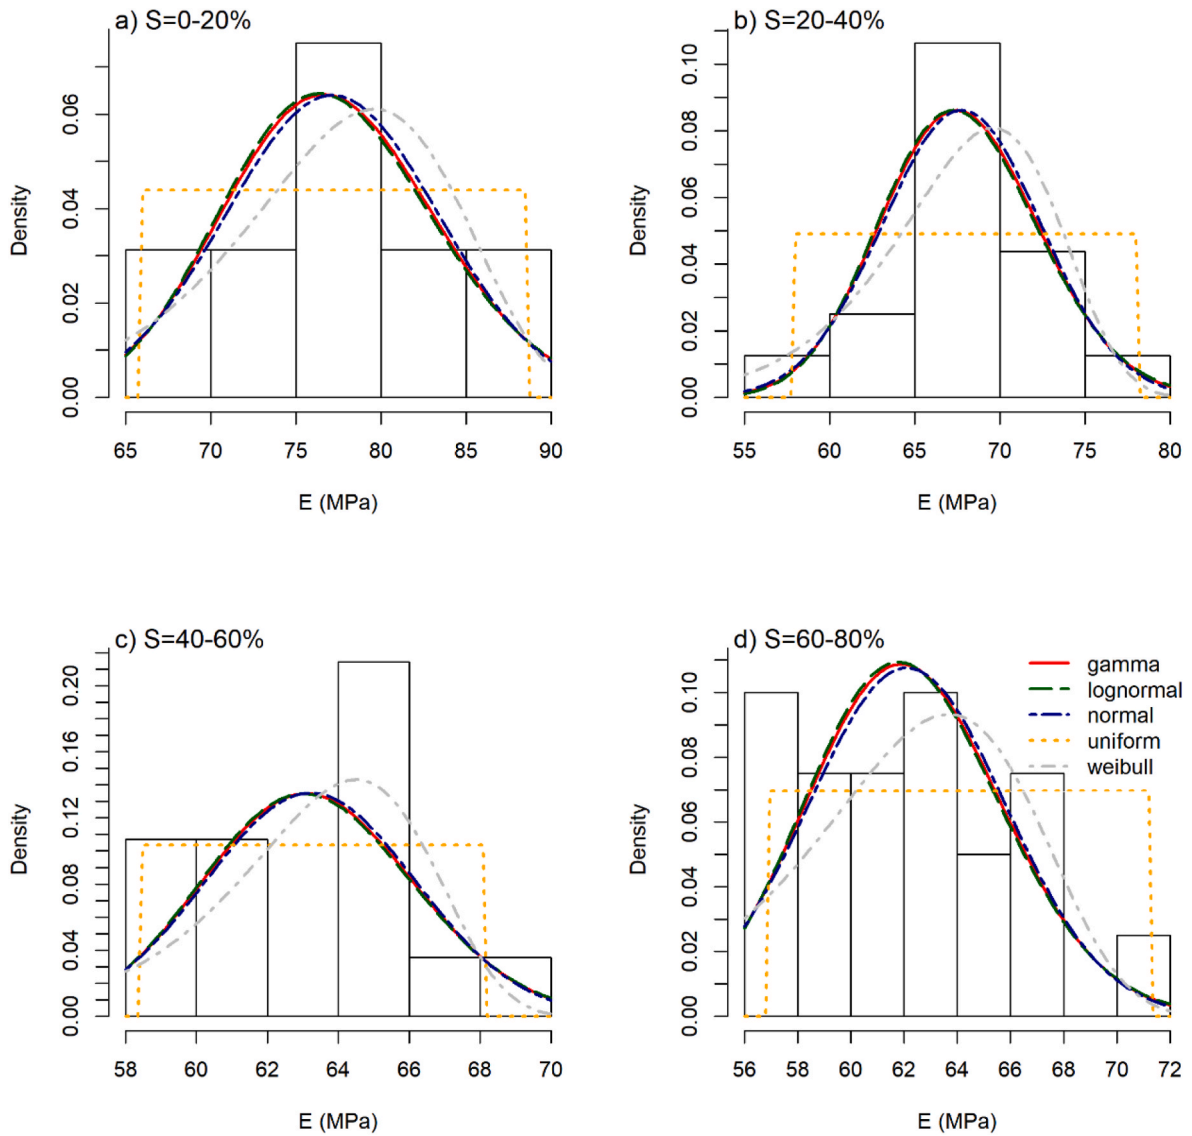 a) S=0-20%
Density
0.00 0.02 0.04 0.06
65 70 75 80 85 90
E (MPa)
b) S=20-40%
Density
0.00 0.02 0.04 0.06 0.08 0.10
55 60 65 70 75 80
E (MPa)
c) S=40-60%
Density
0.00 0.04 0.08 0.12 0.16 0.20
58 60 62 64 66 68 70
E (MPa)
d) S=60-80%
Density
0.00 0.02 0.04 0.06 0.08 0.10
56 58 60 62 64 66 68 70 72
E (MPa)
gamma
lognormal
normal
uniform
weibull